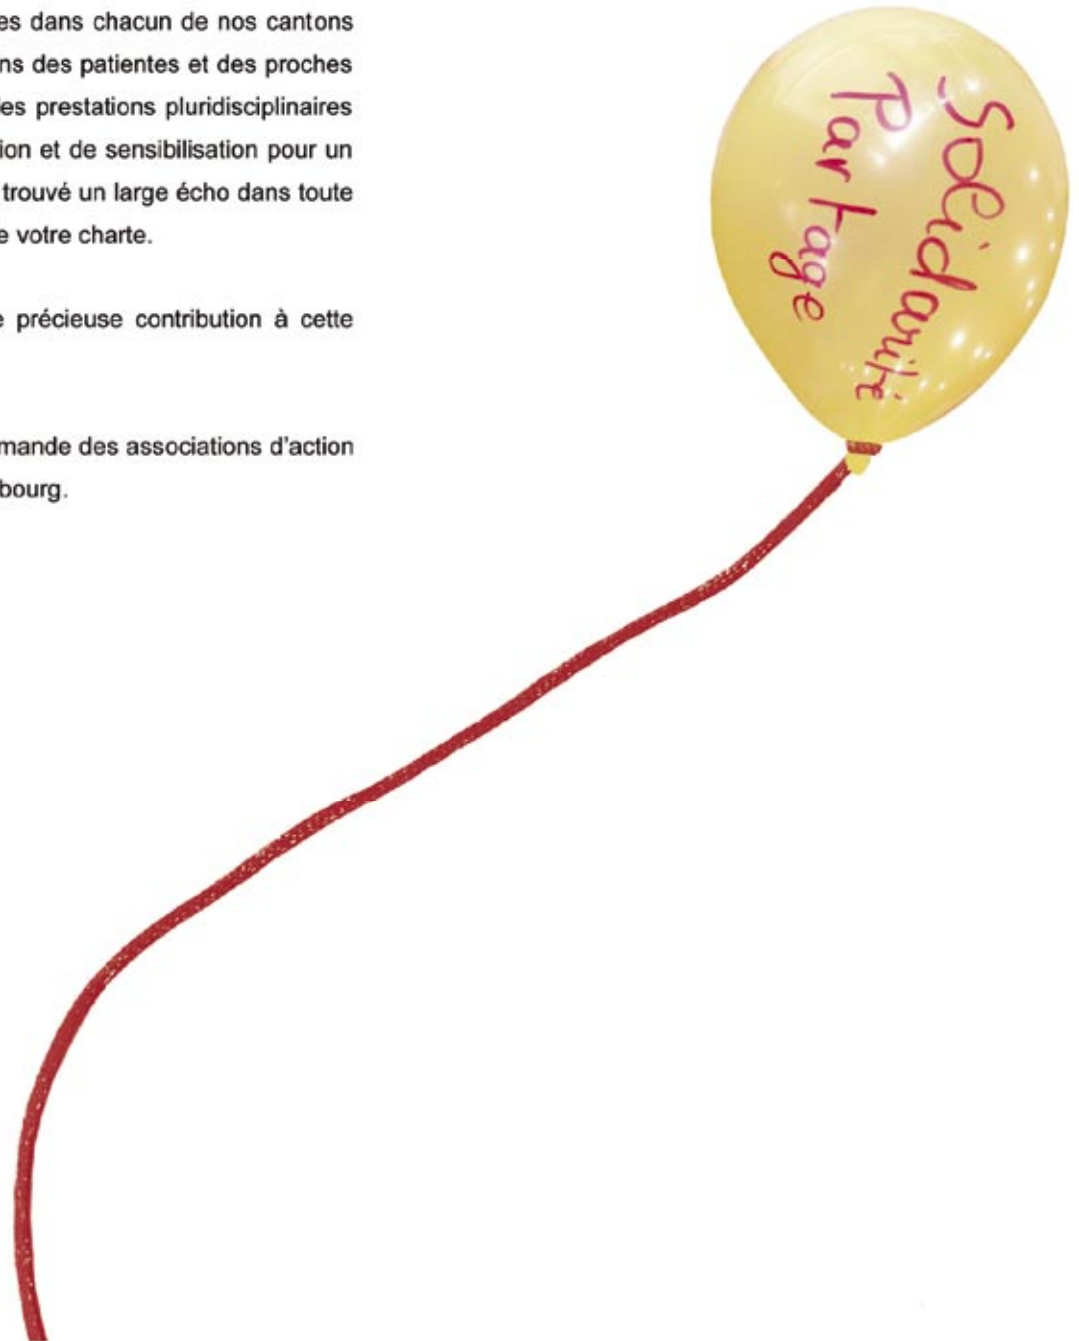 es dans chacun de nos cantons
ns des patientes et des proches
les prestations pluridisciplinaires
ion et de sensibilisation pour un
trouvé un large écho dans toute
e votre charte.
e précieuse contribution à cette
mande des associations d'action
bourg.
Solidarité
Partage